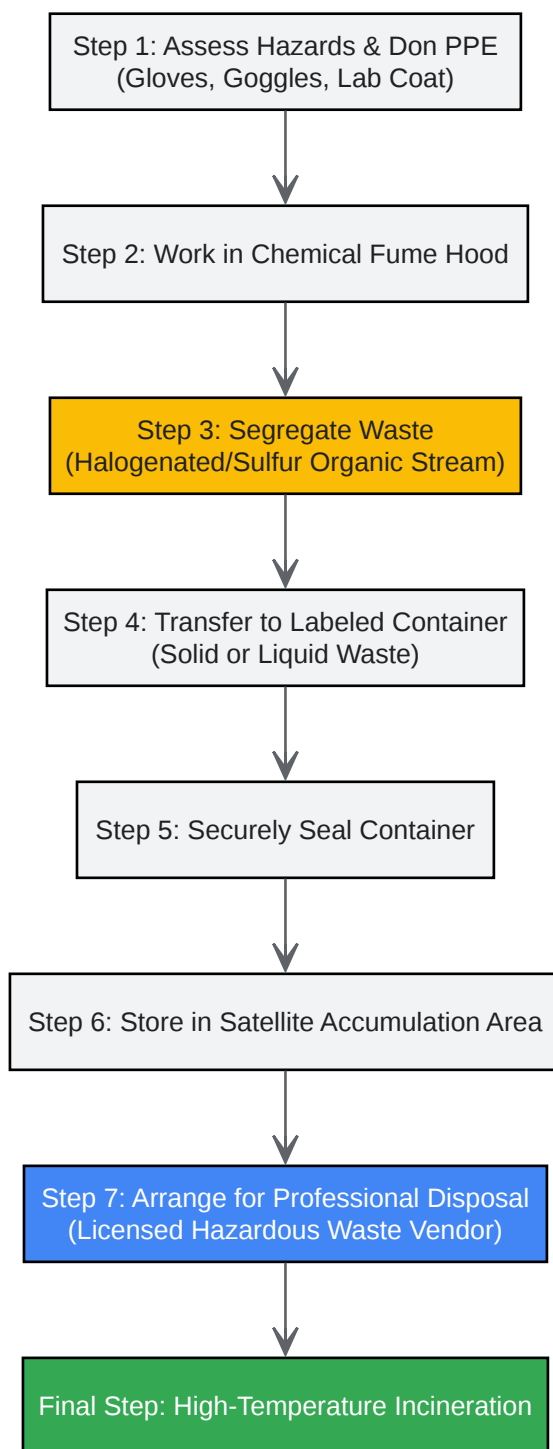 Step 1: Assess Hazards & Don PPE
(Gloves, Goggles, Lab Coat)
Step 2: Work in Chemical Fume Hood
Step 3: Segregate Waste
(Halogenated/Sulfur Organic Stream)
Step 4: Transfer to Labeled Container
(Solid or Liquid Waste)
Step 5: Securely Seal Container
Step 6: Store in Satellite Accumulation Area
Step 7: Arrange for Professional Disposal
(Licensed Hazardous Waste Vendor)
Final Step: High-Temperature Incineration